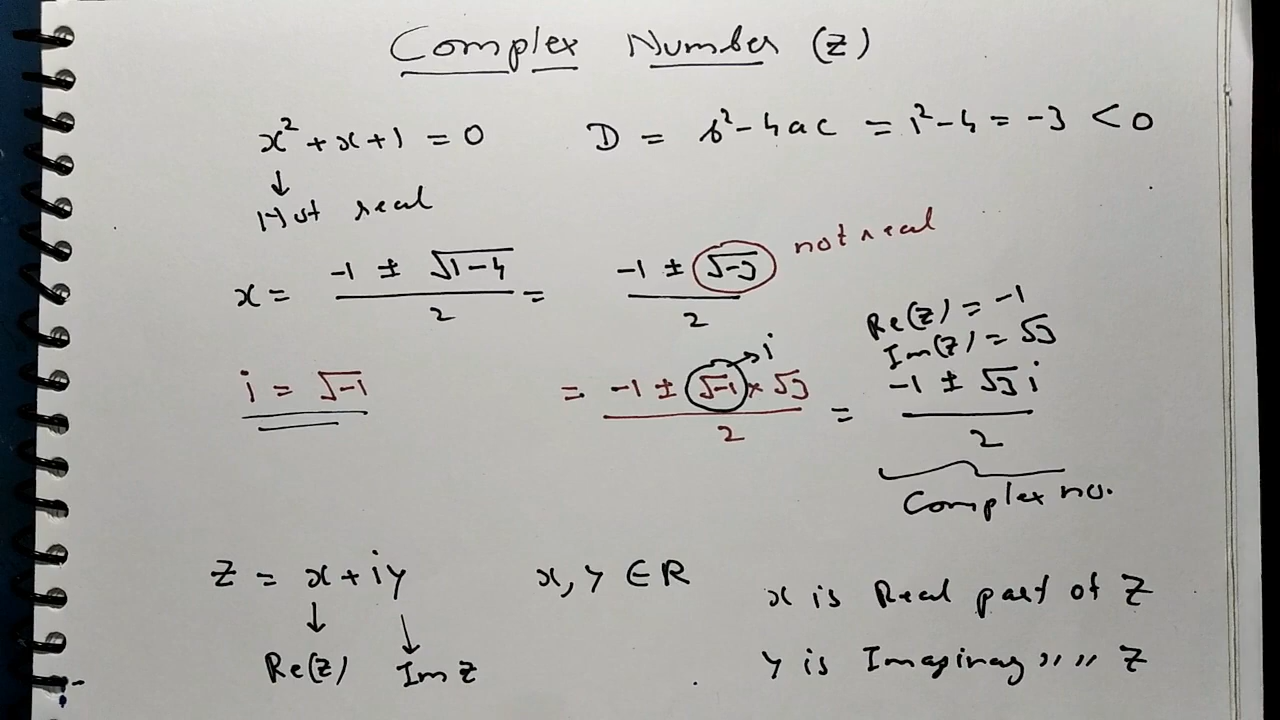 Complex Number (z)
x² + x + 1 = 0 D = b² - 4ac = 1² - 4 = -3 < 0
↓
Not real
x = (-1 ± √(1-4))/2 = (-1 ± √-3)/2 not real
Re(z) = -1
Im(z) = √3
i = √-1 = (-1 ± √-1 × √3)/2 → i = (-1 ± √3 i)/2
Complex no.
z = x + iy x, y ∈ R x is Real part of z
↓ ↓
Re(z) Im z y is Imaginary ,, ,, z